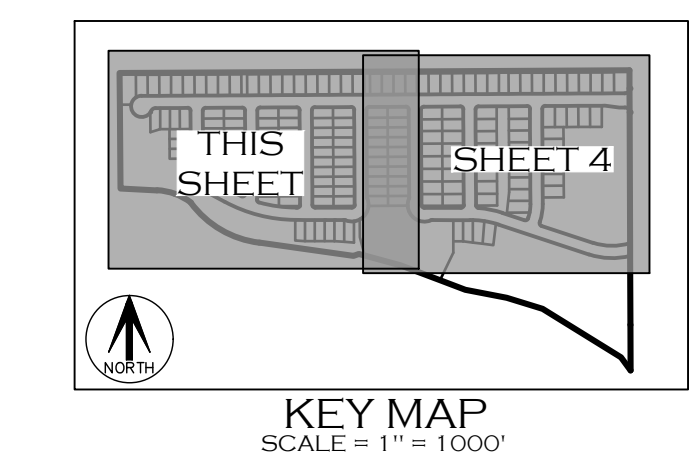 THIS
SHEET
SHEET 4
NORTH
KEY MAP
SCALE = 1" = 1000'